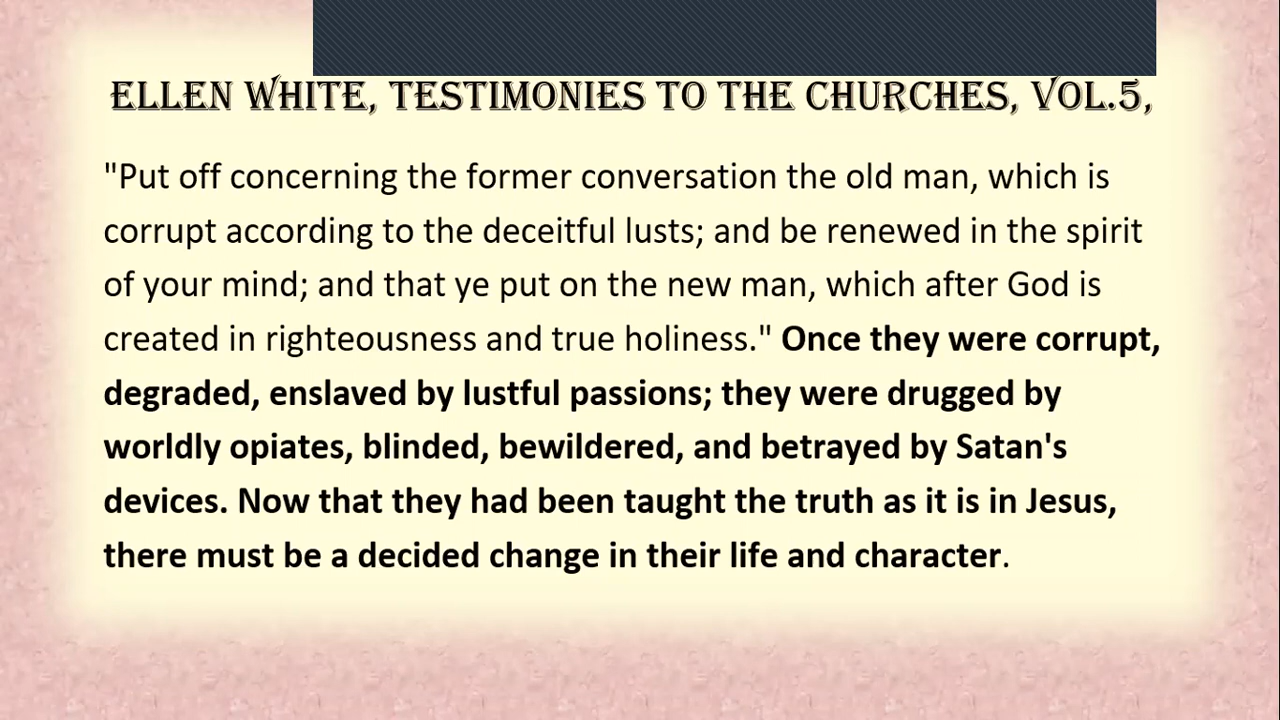 ELLEN WHITE, TESTIMONIES TO THE CHURCHES, VOL.5,
"Put off concerning the former conversation the old man, which is
corrupt according to the deceitful lusts; and be renewed in the spirit
of your mind; and that ye put on the new man, which after God is
created in righteousness and true holiness." Once they were corrupt,
degraded, enslaved by lustful passions; they were drugged by
worldly opiates, blinded, bewildered, and betrayed by Satan's
devices. Now that they had been taught the truth as it is in Jesus,
there must be a decided change in their life and character.